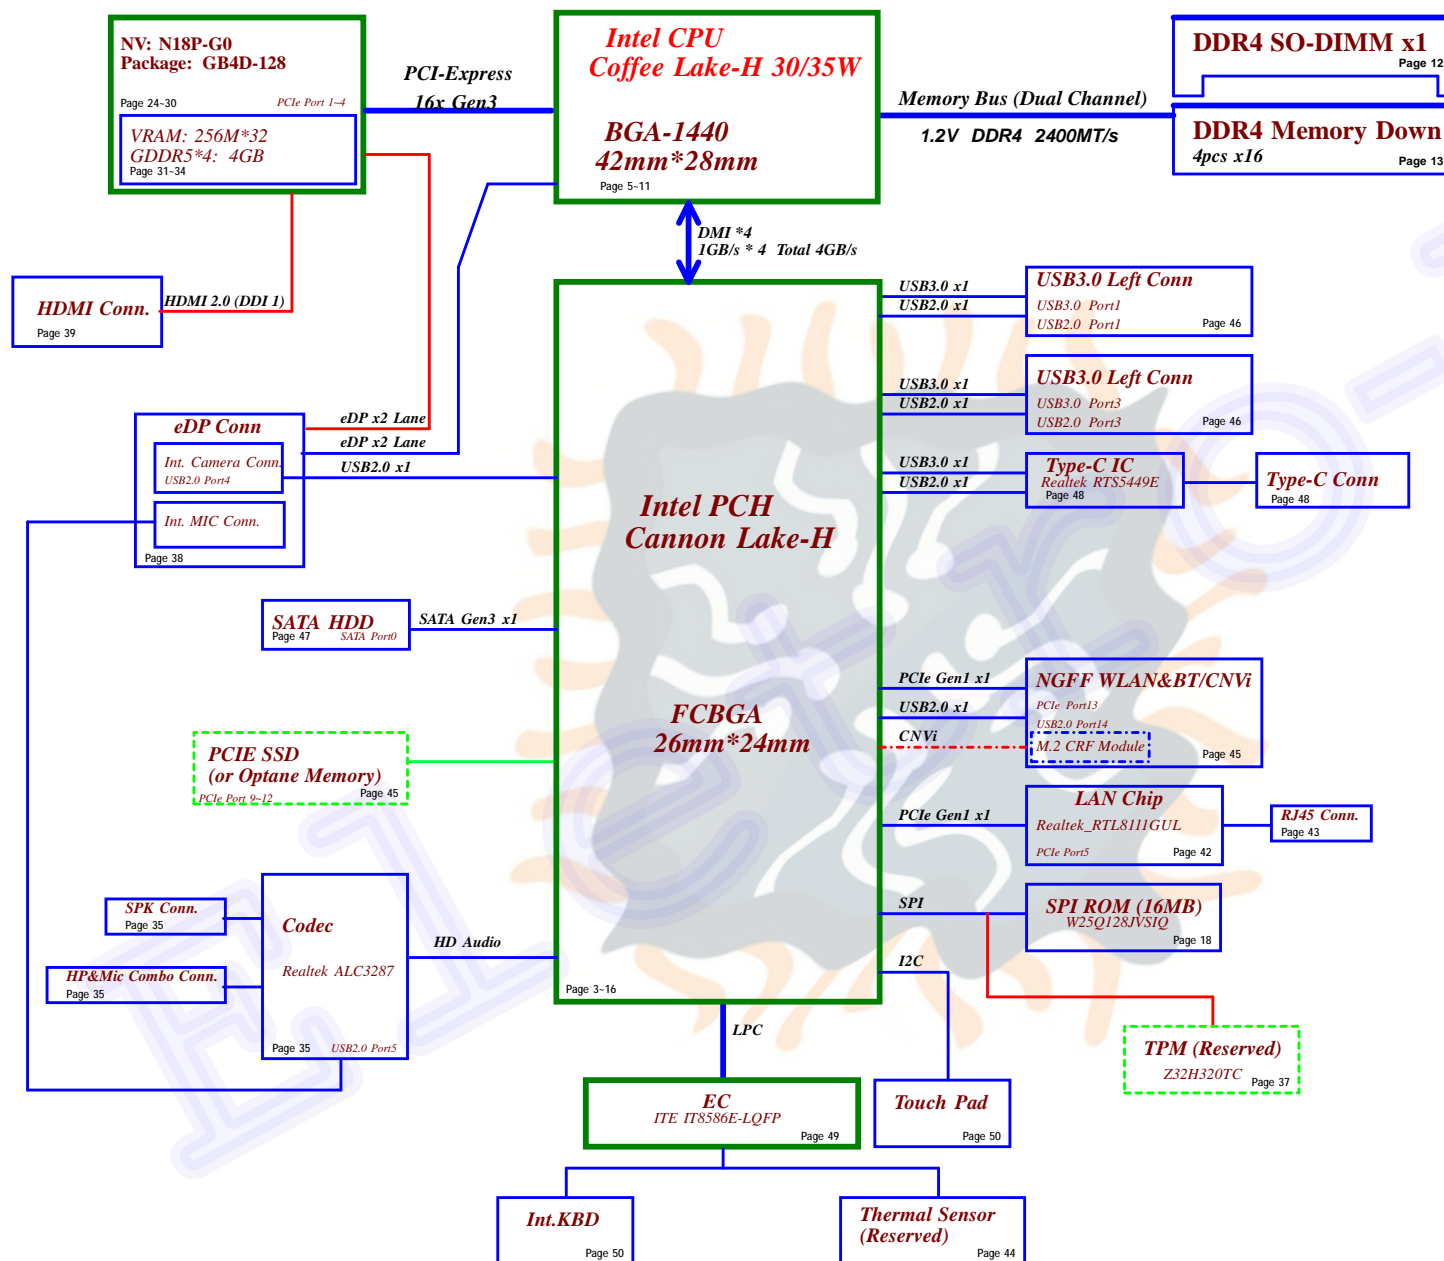 NV: N18P-G0
Package: GB4D-128
Page 24~30
PCIe Port 1~4
VRAM: 256M*32
GDDR5*4: 4GB
Page 31~34
PCI-Express
16x Gen3
Intel CPU
Coffee Lake-H 30/35W
BGA-1440
42mm*28mm
Page 5~11
Memory Bus (Dual Channel)
1.2V DDR4 2400MT/s
DDR4 SO-DIMM x1
Page 12
DDR4 Memory Down
4pcs x16
Page 13
DMI *4
1GB/s * 4 Total 4GB/s
HDMI Conn.
Page 39
HDMI 2.0 (DDI 1)
USB3.0 x1
USB2.0 x1
USB3.0 Left Conn
USB3.0 Port1
USB2.0 Port1
Page 46
USB3.0 x1
USB2.0 x1
USB3.0 Left Conn
USB3.0 Port3
USB2.0 Port3
Page 46
eDP Conn
eDP x2 Lane
eDP x2 Lane
USB2.0 x1
Int. Camera Conn.
USB2.0 Port4
Int. MIC Conn.
Page 38
USB3.0 x1
USB2.0 x1
Type-C IC
Realtek RTS5449E
Page 48
Type-C Conn
Page 48
Intel PCH
Cannon Lake-H
FCBGA
26mm*24mm
Page 3~16
SATA HDD
Page 47
SATA Port0
SATA Gen3 x1
PCIe Gen1 x1
USB2.0 x1
CNVi
NGFF WLAN&BT/CNVi
PCIe Port13
USB2.0 Port14
M.2 CRF Module
Page 45
PCIE SSD
(or Optane Memory)
PCIe Port 9~12
Page 45
PCIe Gen1 x1
LAN Chip
Realtek_RTL8111GUL
PCIe Port5
Page 42
RJ45 Conn.
Page 43
SPK Conn.
Page 35
HP&Mic Combo Conn.
Page 35
Codec
Realtek ALC3287
Page 35
USB2.0 Port5
HD Audio
SPI
SPI ROM (16MB)
W25Q128JVSIQ
Page 18
I2C
TPM (Reserved)
Z32H320TC
Page 37
LPC
EC
ITE IT8586E-LQFP
Page 49
Touch Pad
Page 50
Int.KBD
Page 50
Thermal Sensor
(Reserved)
Page 44